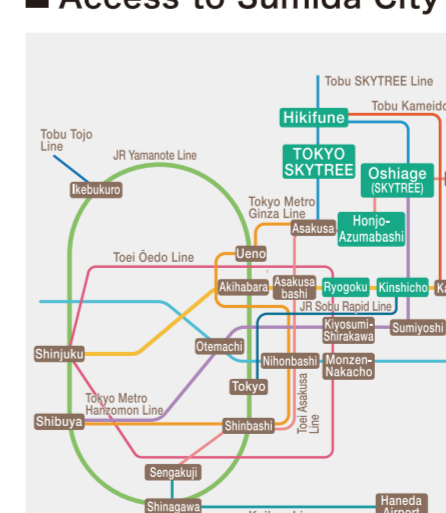 ■ Access to Sumida City
Tobu SKYTREE Line
Tobu Kameido
Hikifune
Tobu Tojo
Line
JR Yamanote Line
TOKYO
SKYTREE
Oshiage
(SKYTREE)
Ikebukuro
Tokyo Metro
Ginza Line
Asakusa
Honjo-
Azumabashi
Toei Ōedo Line
Ueno
Akihabara
Asakusa
bashi
Ryogoku
Kinshicho
Ka
JR Sobu Rapid Line
Kiyosumi-
Shirakawa
Sumiyoshi
Otemachi
Shinjuku
Nihonbashi
Monzen-
Nakacho
Tokyo
Tokyo Metro
Hanzomon Line
Toei Asakusa
Line
Shibuya
Shinbashi
Sengakuji
Shinagawa
Haneda
Airport